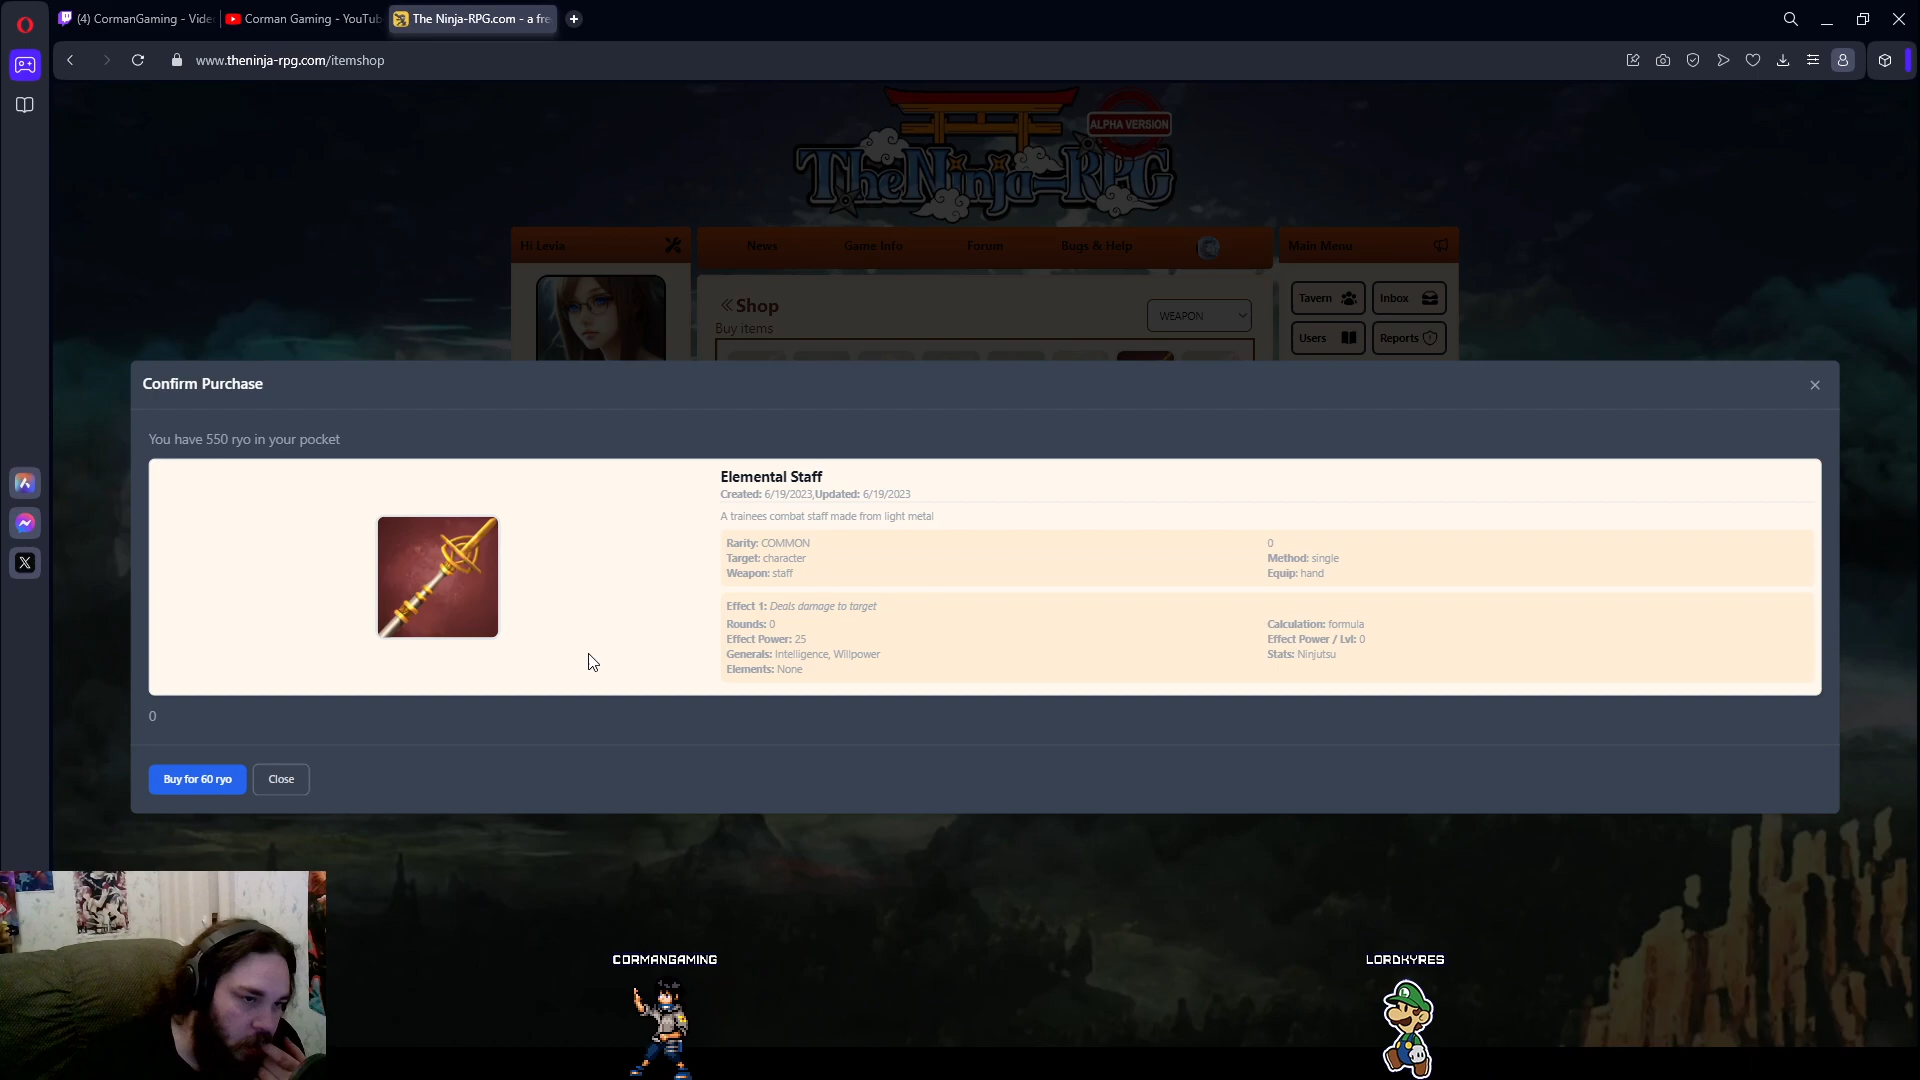 (4) CormanGaming - Vide
Corman Gaming - YouTub
The Ninja-RPG.com - a fre
www.theninja-rpg.com/itemshop
ALPHA VERSION
TheNinja-RPG
Hi Levia
News
Game Info
Forum
Bugs & Help
Main Menu
Shop
Buy items
WEAPON
Tavern
Inbox
Users
Reports
Confirm Purchase
You have 550 ryo in your pocket
Elemental Staff
Created: 6/19/2023,Updated: 6/19/2023
A trainees combat staff made from light metal
Rarity: COMMON
0
Target: character
Method: single
Weapon: staff
Equip: hand
Effect 1: Deals damage to target
Rounds: 0
Calculation: formula
Effect Power: 25
Effect Power / Lvl: 0
Generals: Intelligence, Willpower
Stats: Ninjutsu
Elements: None
0
Buy for 60 ryo
Close
CORMANGAMING
LORDKYRES